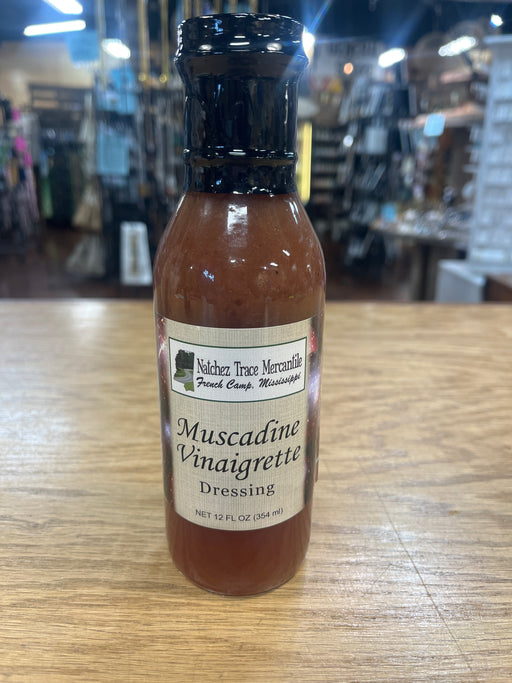 Natchez Trace Mercantile
French Camp, Mississippi
Muscadine
Vinaigrette
Dressing
NET 12 FL OZ (354 ml)